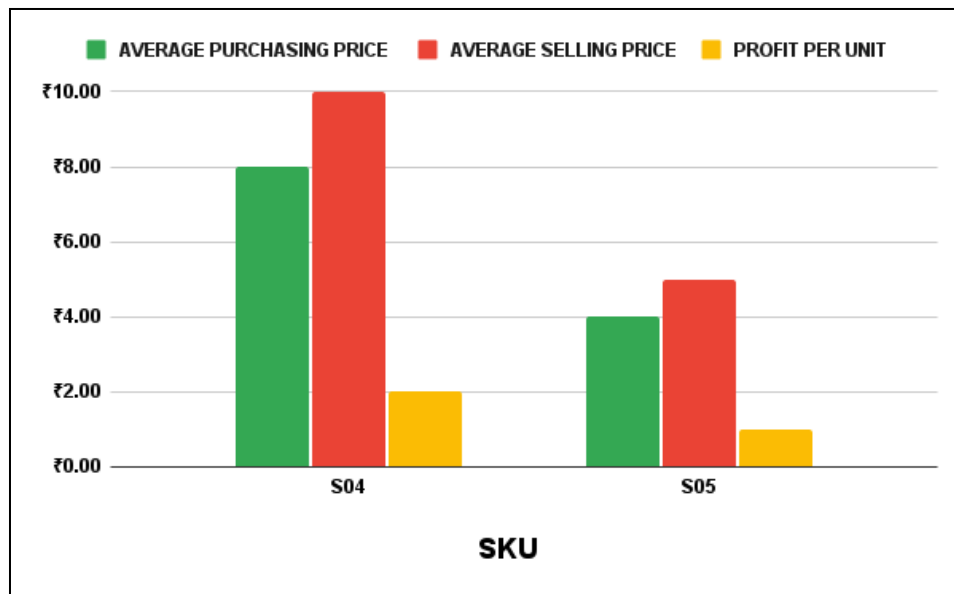 AVERAGE PURCHASING PRICE AVERAGE SELLING PRICE PROFIT PER UNIT
₹10.00
₹8.00
₹6.00
₹4.00
₹2.00
₹0.00
S04 S05
SKU